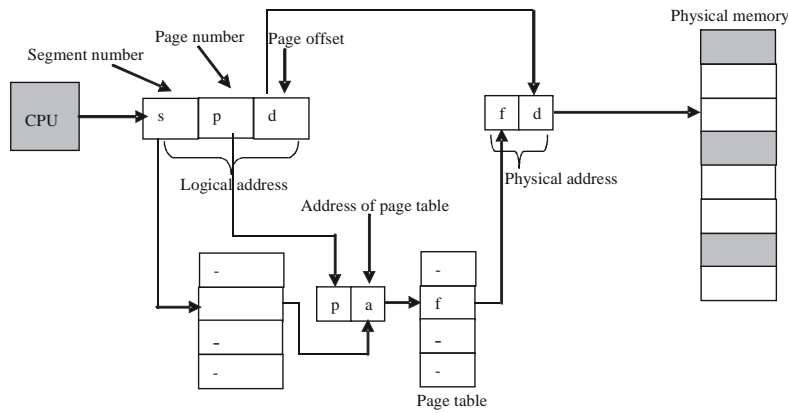 Physical memory
Page number
Page offset
Segment number
CPU
s p d
f d
Logical address
Physical address
Address of page table
-
-
p a
f
-
-
-
-
Page table